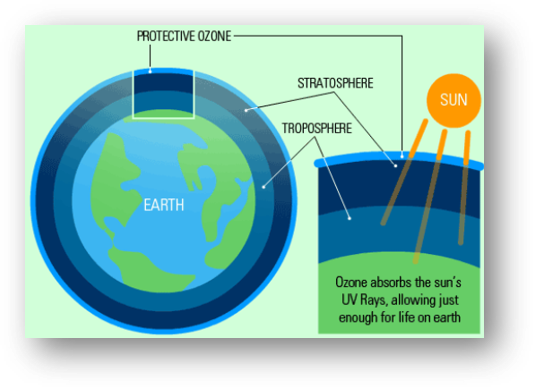 PROTECTIVE OZONE
STRATOSPHERE
SUN
TROPOSPHERE
EARTH
Ozone absorbs the sun's
UV Rays, allowing just
enough for life on earth